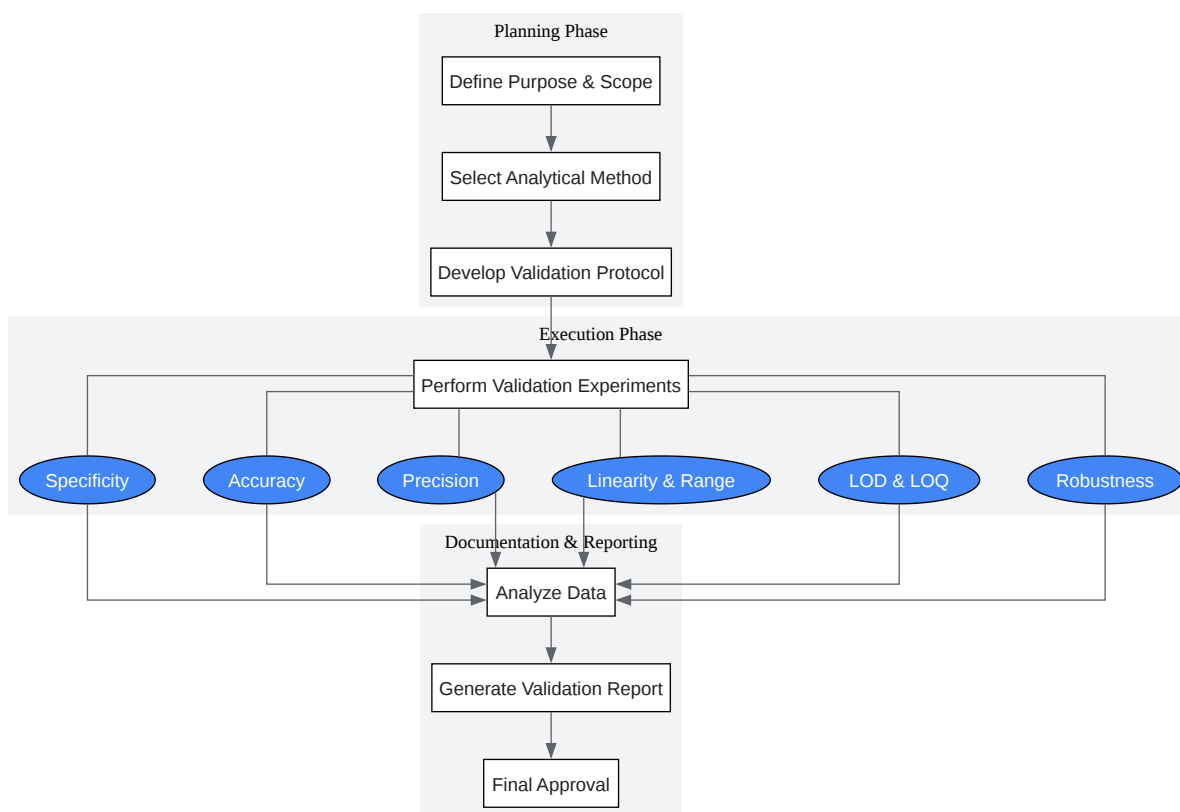 Planning Phase
Define Purpose & Scope
Select Analytical Method
Develop Validation Protocol
Execution Phase
Perform Validation Experiments
Specificity
Accuracy
Precision
Linearity & Range
LOD & LOQ
Robustness
Documentation & Reporting
Analyze Data
Generate Validation Report
Final Approval